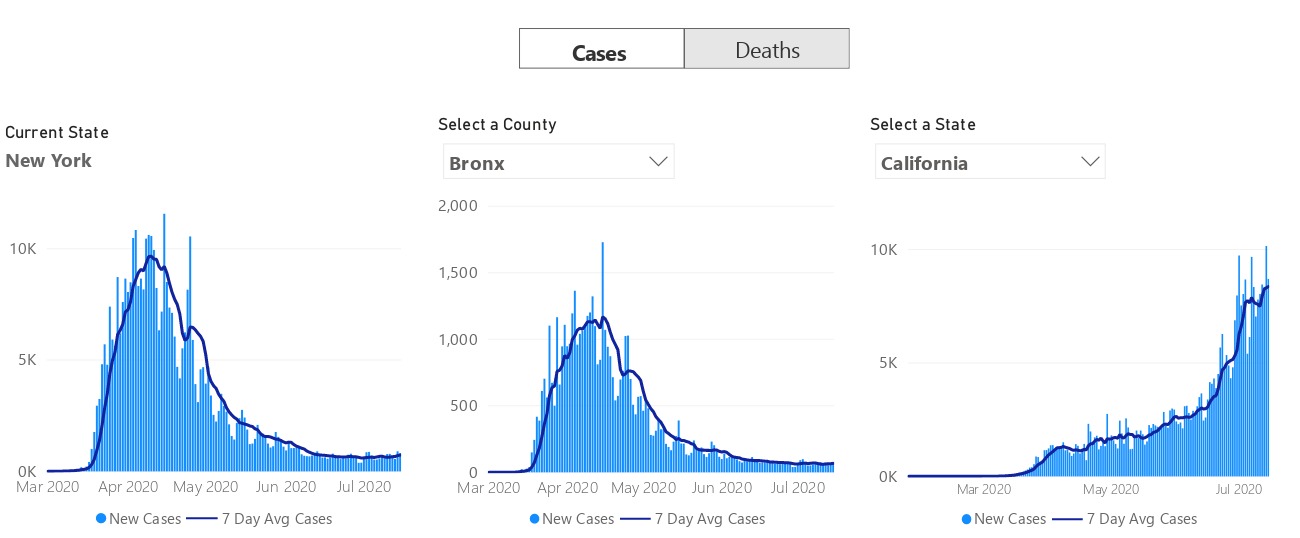 Cases Deaths
Current State
New York
Select a County
Bronx
Select a State
California
10K
5K
0K
Mar 2020 Apr 2020 May 2020 Jun 2020 Jul 2020
New Cases 7 Day Avg Cases
2,000
1,500
1,000
500
0
Mar 2020 Apr 2020 May 2020 Jun 2020 Jul 2020
New Cases 7 Day Avg Cases
10K
5K
0K
Mar 2020 May 2020 Jul 2020
New Cases 7 Day Avg Cases